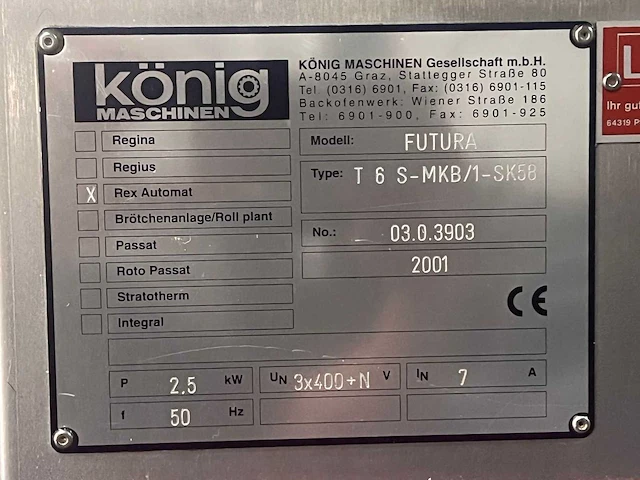 könig
MASCHINEN
KÖNIG MASCHINEN Gesellschaft m.b.H.
A-8045 Graz, Stattegger Straße 80
Tel. (0316) 6901, Fax: (0316) 6901-115
Backofenwerk: Wiener Straße 186
Tel: 6901-900, Fax: 6901-925
Regina
Regius
X Rex Automat
Brötchenanlage/Roll plant
Passat
Roto Passat
Stratotherm
Integral
Modell: FUTURA
Type: T 6 S-MKB/1-SK58
No.: 03.0.3903
2001
CE
P 2,5 kW
UN 3x400+N V
IN 7 A
f 50 Hz
L
Ihr gu
64319 P